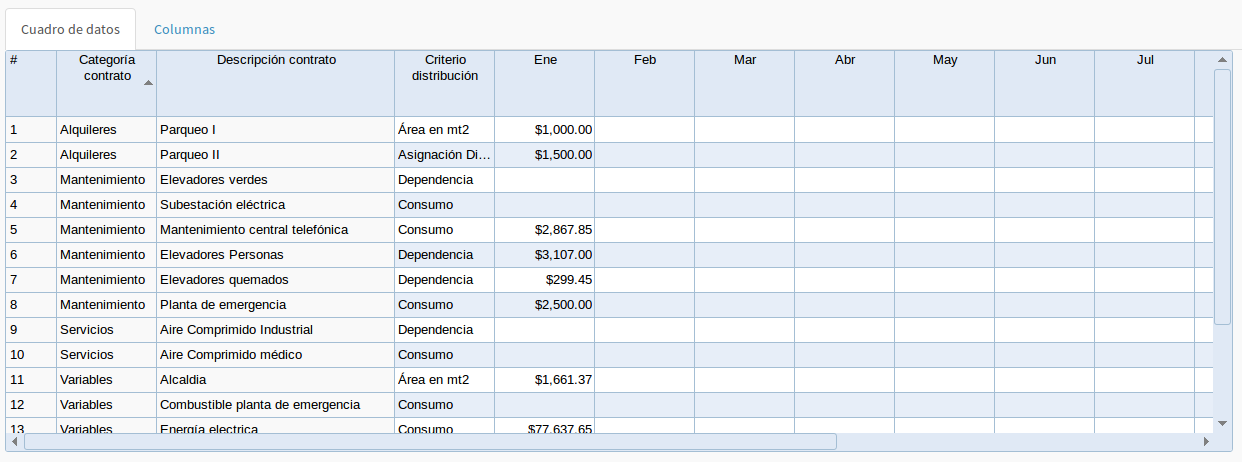 Cuadro de datos Columnas
# Categoría contrato Descripción contrato Criterio distribución Ene Feb Mar Abr May Jun Jul
1 Alquileres Parqueo I Área en mt2 $1,000.00
2 Alquileres Parqueo II Asignación Di... $1,500.00
3 Mantenimiento Elevadores verdes Dependencia
4 Mantenimiento Subestación eléctrica Consumo
5 Mantenimiento Mantenimiento central telefónica Consumo $2,867.85
6 Mantenimiento Elevadores Personas Dependencia $3,107.00
7 Mantenimiento Elevadores quemados Dependencia $299.45
8 Mantenimiento Planta de emergencia Consumo $2,500.00
9 Servicios Aire Comprimido Industrial Dependencia
10 Servicios Aire Comprimido médico Consumo
11 Variables Alcaldia Área en mt2 $1,661.37
12 Variables Combustible planta de emergencia Consumo
13 Variables Energía electrica Consumo $77,637.65